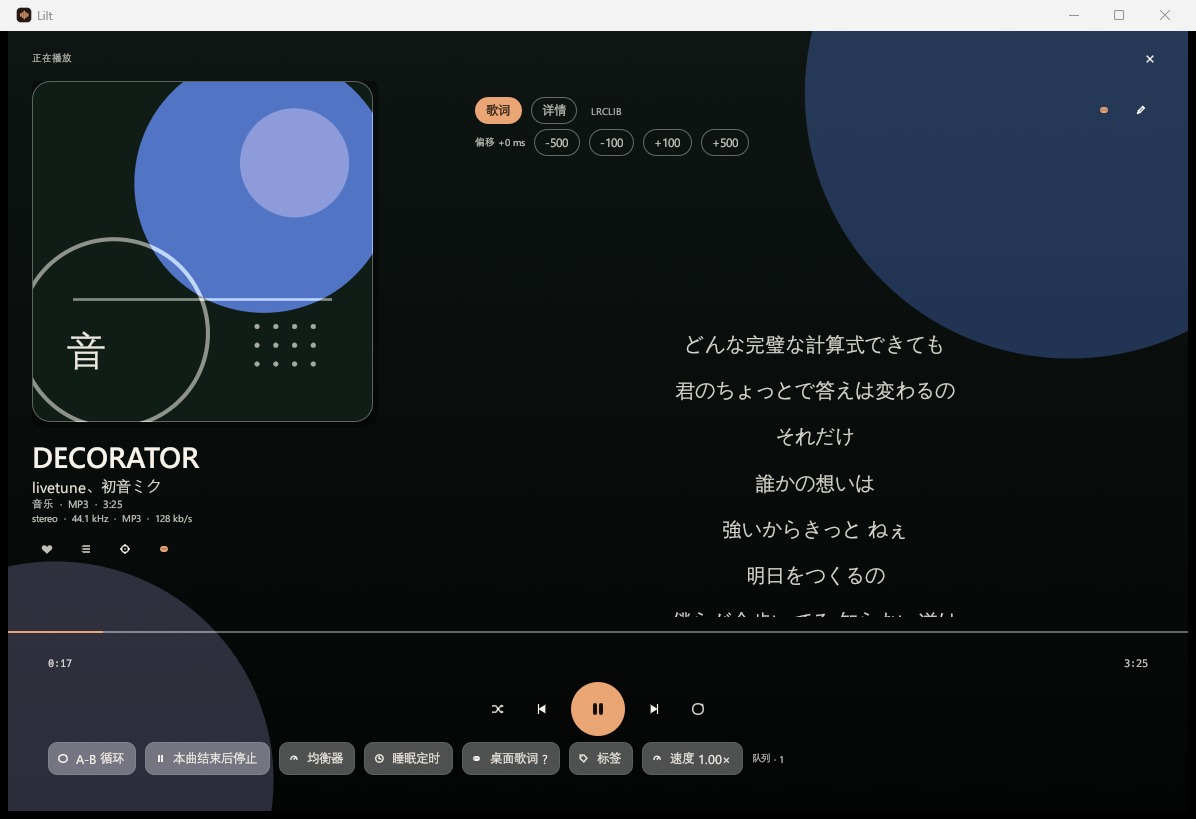 Lilt
正在播放
歌词 详情 LRCLIB
偏移 +0 ms -500 -100 +100 +500
音
どんな完璧な計算式できても
君のちょっとで答えは変わるの
それだけ
誰かの想いは
強いからきっと ねぇ
明日をつくるの
DECORATOR
livetune、初音ミク
音乐 · MP3 · 3:25
stereo · 44.1 kHz · MP3 · 128 kb/s
0:17
3:25
A-B 循环 本曲结束后停止 均衡器 睡眠定时 桌面歌词 ? 标签 速度 1.00× 队列 · 1